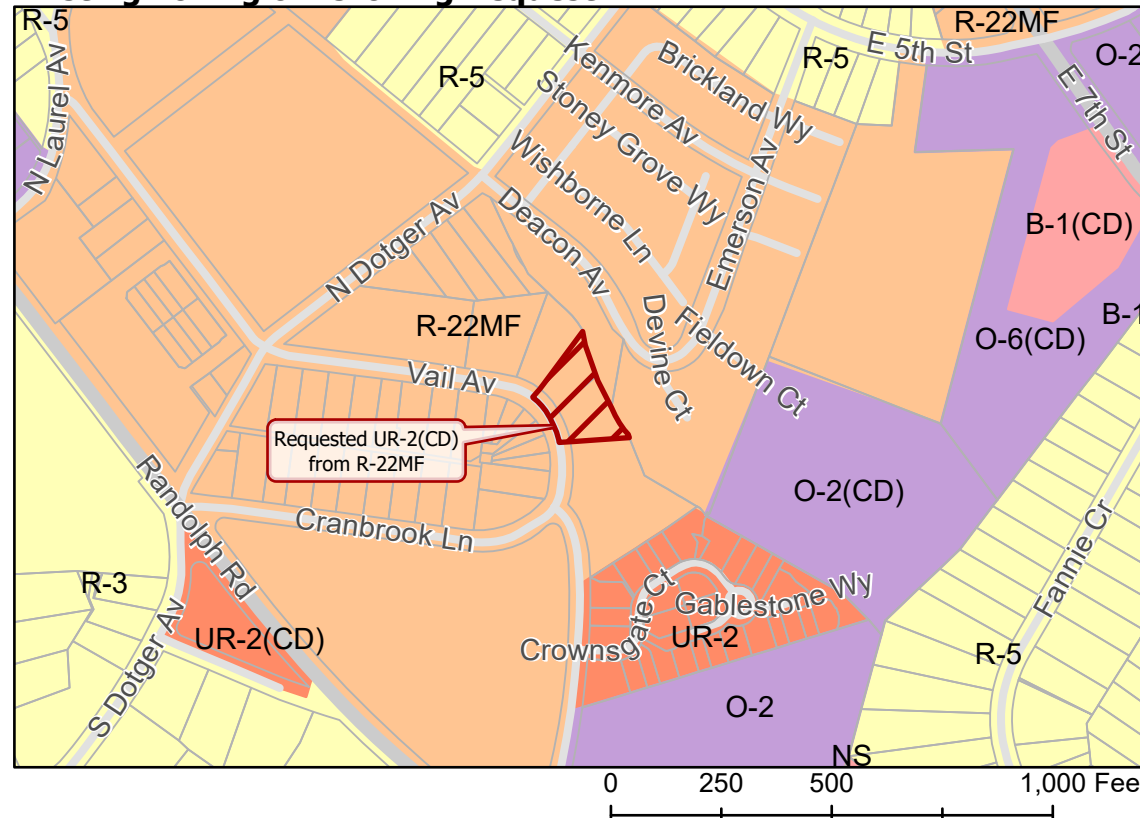 R-5
R-22MF
E 5th St
R-5
O-2
R-5
Kenmore Av
Brickland Wy
E 7th St
Stoney Grove Wy
N Laurel Av
Wishborne Ln
Emerson Av
B-1(CD)
Deacon Av
N Dotger Av
R-22MF
Devine Ct
Fieldown Ct
B-1
O-6(CD)
Vail Av
Requested UR-2(CD)
from R-22MF
O-2(CD)
Randolph Rd
Cranbrook Ln
Fannie Cr
R-3
Crownsgate Ct
Gablestone Wy
UR-2(CD)
UR-2
R-5
S Dotger Av
O-2
NS
0 250 500 1,000 Fee